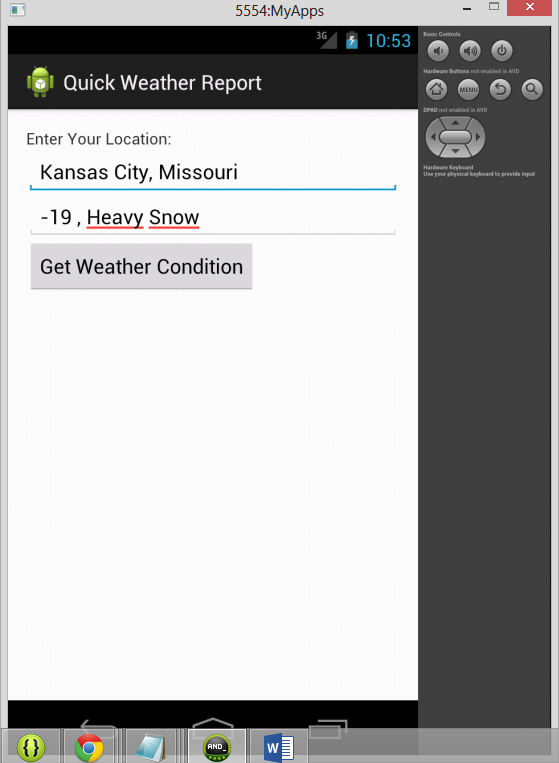 5554:MyApps
3G 10:53
Quick Weather Report
Enter Your Location:
Kansas City, Missouri
-19 , Heavy Snow
Get Weather Condition
Basic Controls
Hardware Buttons not enabled in AVD
MENU
DPAD not enabled in AVD
Hardware Keyboard
Use your physical keyboard to provide input
{}
AND_
W